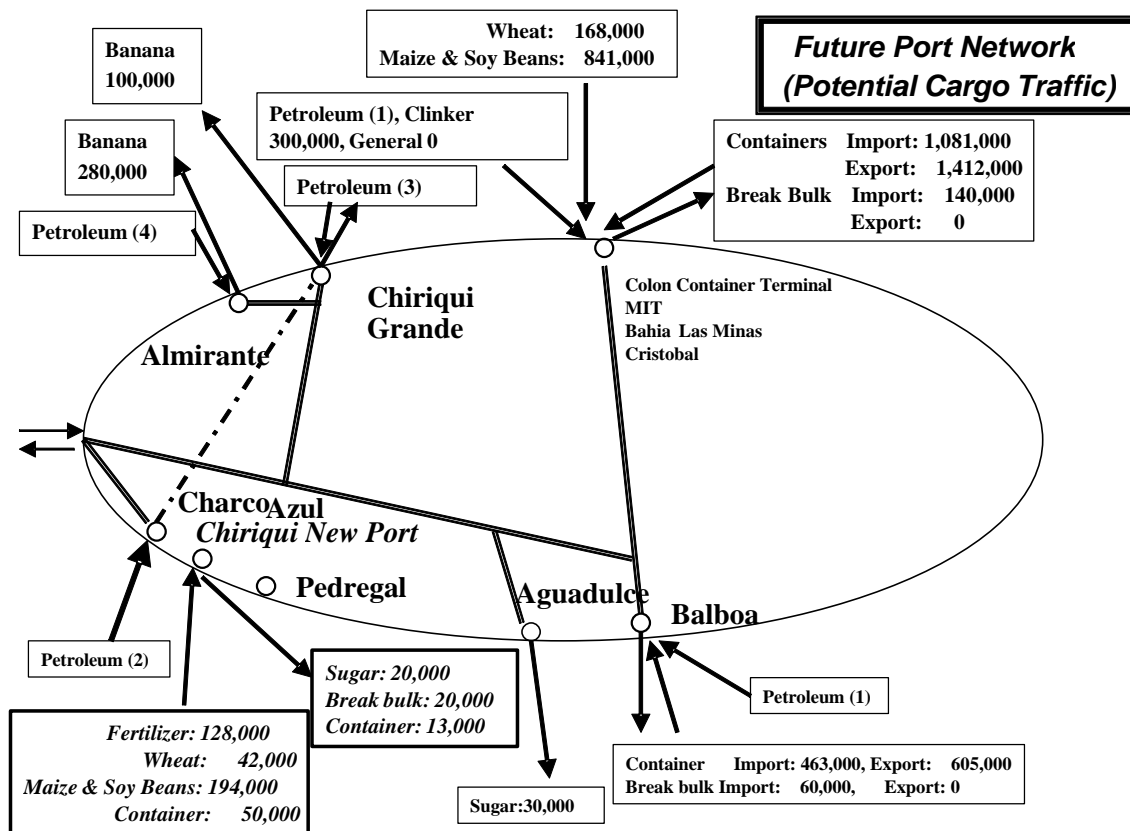 Future Port Network
(Potential Cargo Traffic)
Banana
100,000
Wheat: 168,000
Maize & Soy Beans: 841,000
Petroleum (1), Clinker
300,000, General 0
Containers Import: 1,081,000
Export: 1,412,000
Break Bulk Import: 140,000
Export: 0
Banana
280,000
Petroleum (3)
Petroleum (4)
Chiriqui
Grande
Colon Container Terminal
MIT
Bahia Las Minas
Cristobal
Almirante
Charco Azul
Chiriqui New Port
Pedregal
Aguadulce
Balboa
Petroleum (2)
Sugar: 20,000
Break bulk: 20,000
Container: 13,000
Petroleum (1)
Fertilizer: 128,000
Wheat: 42,000
Maize & Soy Beans: 194,000
Container: 50,000
Sugar:30,000
Container Import: 463,000, Export: 605,000
Break bulk Import: 60,000, Export: 0